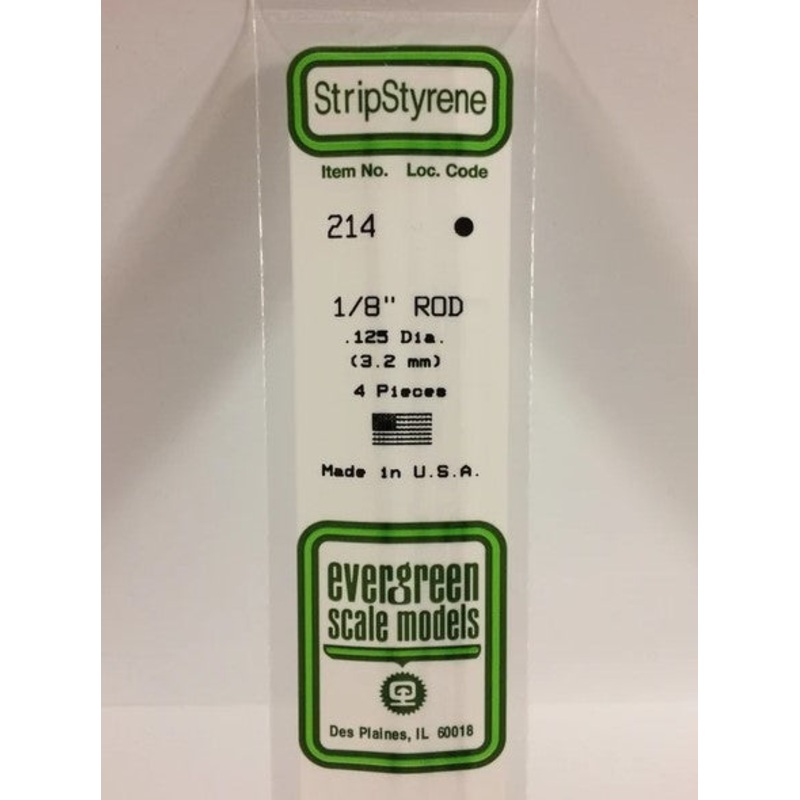 StripStyrene
Item No. Loc. Code
214 ●
1/8" ROD
.125 Dia.
(3.2 mm)
4 Pieces
Made in U.S.A.
evergreen
scale models
Des Plaines, IL 60018